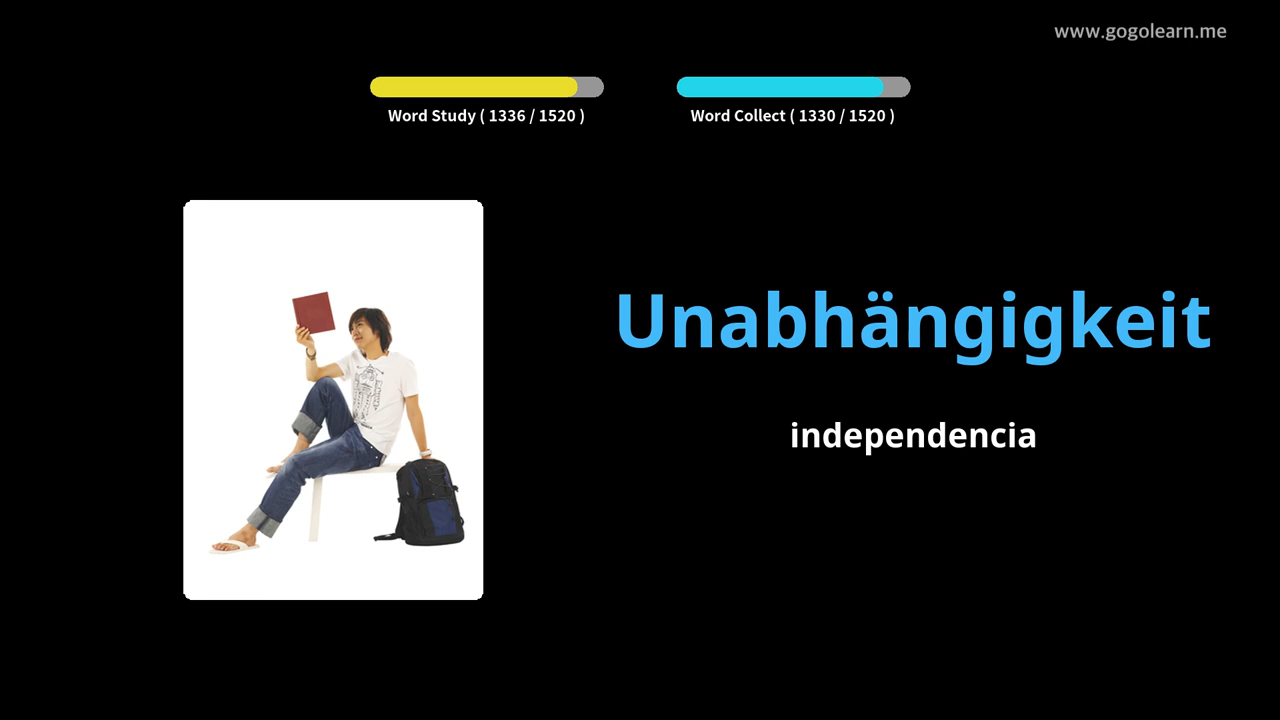 www.gogolearn.me
Word Study ( 1336 / 1520 )
Word Collect ( 1330 / 1520 )
Unabhängigkeit
independencia